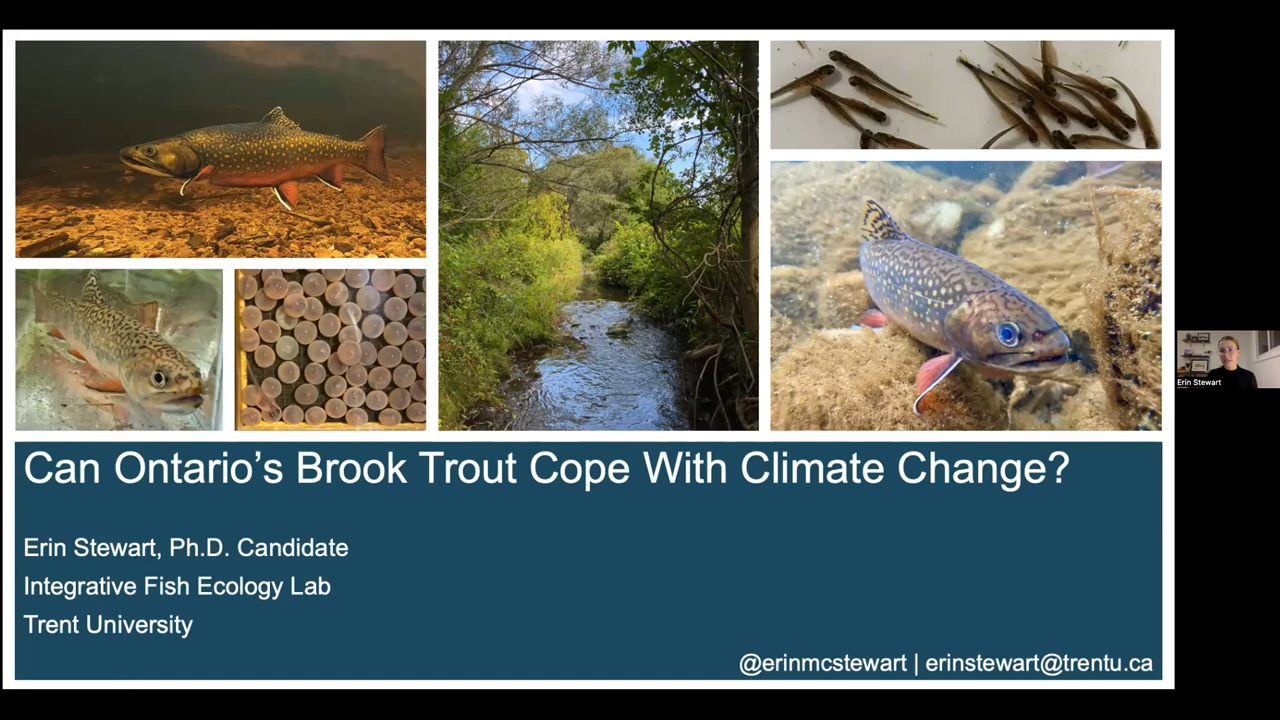 Can Ontario's Brook Trout Cope With Climate Change?
Erin Stewart, Ph.D. Candidate
Integrative Fish Ecology Lab
Trent University
@erinmcstewart | erinstewart@trentu.ca
Erin Stewart